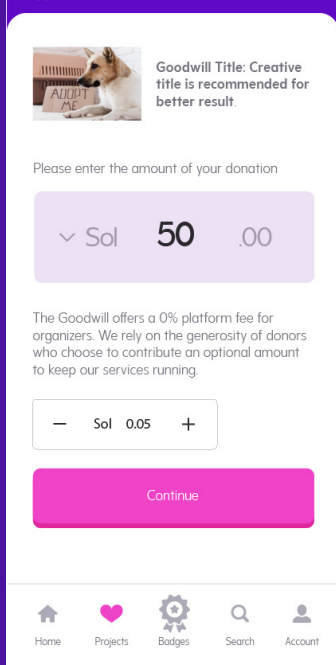 ADOPT
ME
Goodwill Title: Creative
title is recommended for
better result.
Please enter the amount of your donation
Sol 50 .00
The Goodwill offers a 0% platform fee for
organizers. We rely on the generosity of donors
who choose to contribute an optional amount
to keep our services running.
− Sol 0.05 +
Continue
Home Projects Badges Search Account